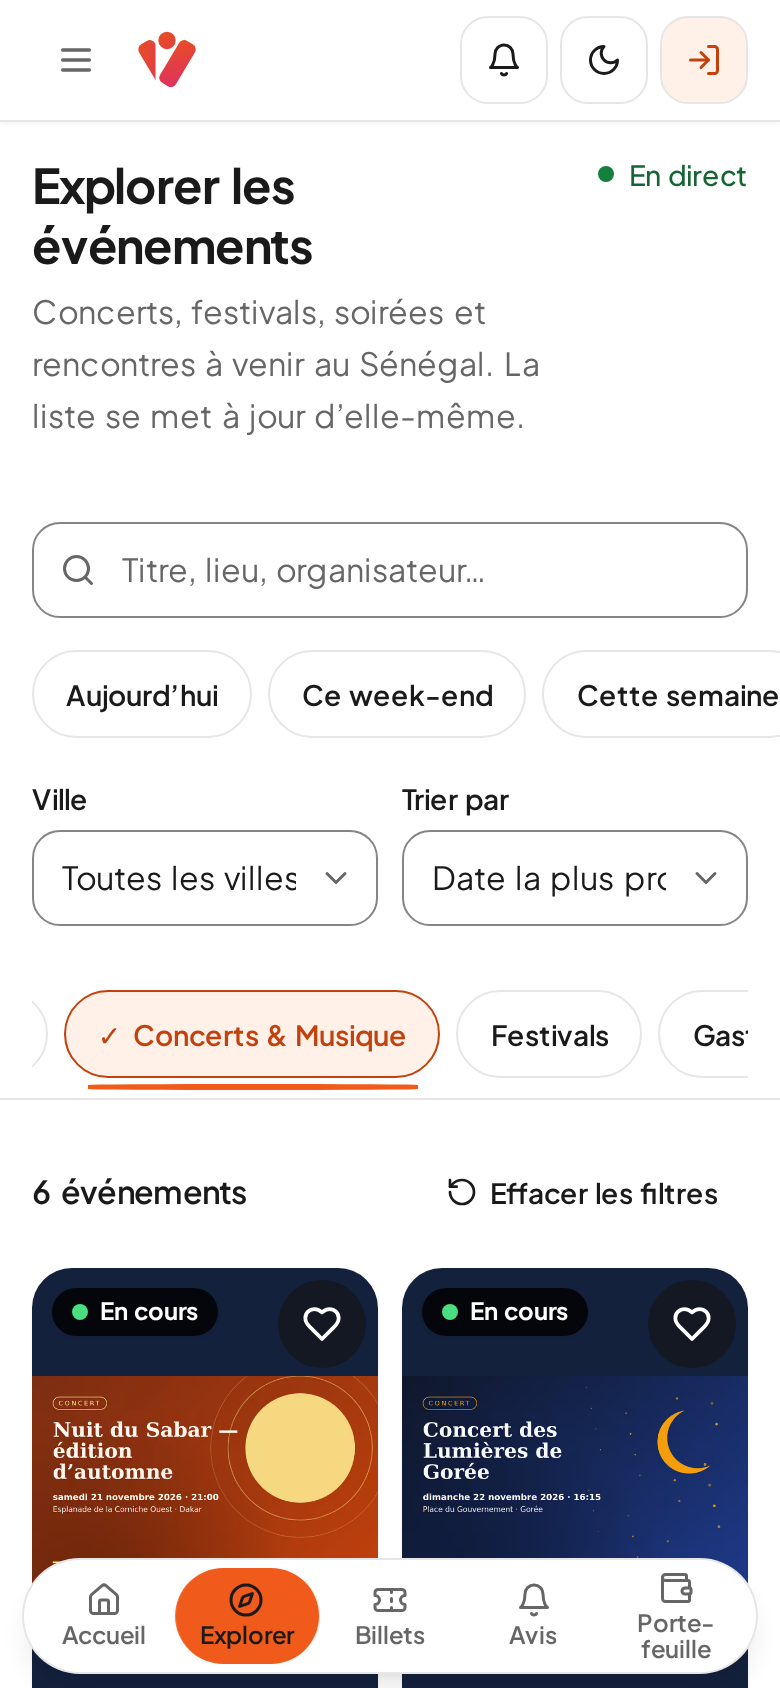 Explorer les
événements
En direct
Concerts, festivals, soirées et
rencontres à venir au Sénégal. La
liste se met à jour d’elle-même.
Titre, lieu, organisateur...
Aujourd’hui
Ce week-end
Cette semaine
Ville
Trier par
Toutes les villes
Date la plus pro
✓ Concerts & Musique
Festivals
Gast
6 événements
Effacer les filtres
En cours
En cours
CONCERT
Nuit du Sabar —
édition
d’automne
samedi 21 novembre 2026 · 21:00
Esplanade de la Corniche Ouest · Dakar
CONCERT
Concert des
Lumières de
Gorée
dimanche 22 novembre 2026 · 16:15
Place du Gouvernement · Gorée
Accueil
Explorer
Billets
Avis
Porte-
feuille